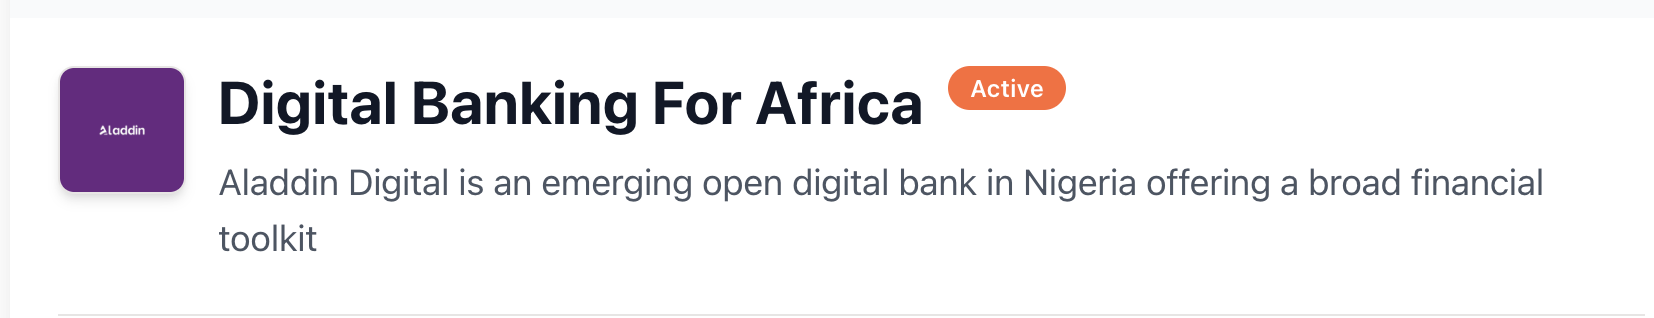 Aladdin
Digital Banking For Africa
Active
Aladdin Digital is an emerging open digital bank in Nigeria offering a broad financial
toolkit